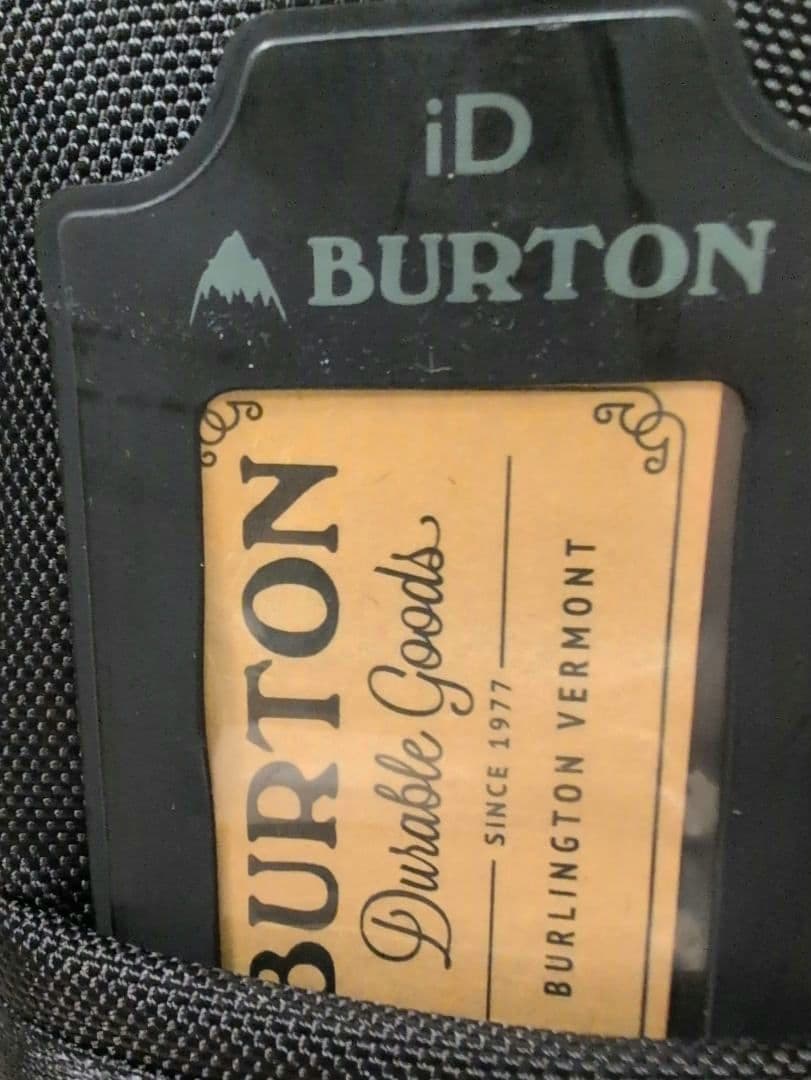 iD
BURTON
BURTON
Durable Goods
SINCE 1977
BURLINGTON VERMONT